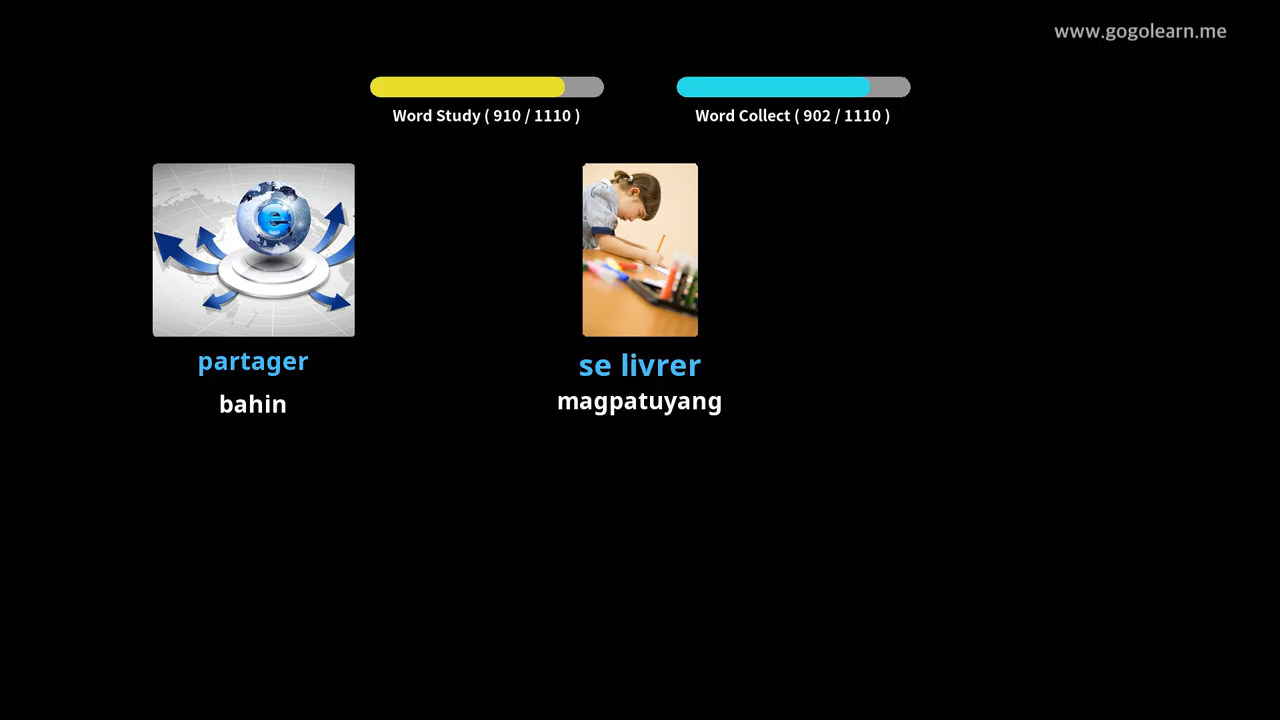 www.gogolearn.me
Word Study ( 910 / 1110 )
Word Collect ( 902 / 1110 )
e
partager
se livrer
bahin
magpatuyang